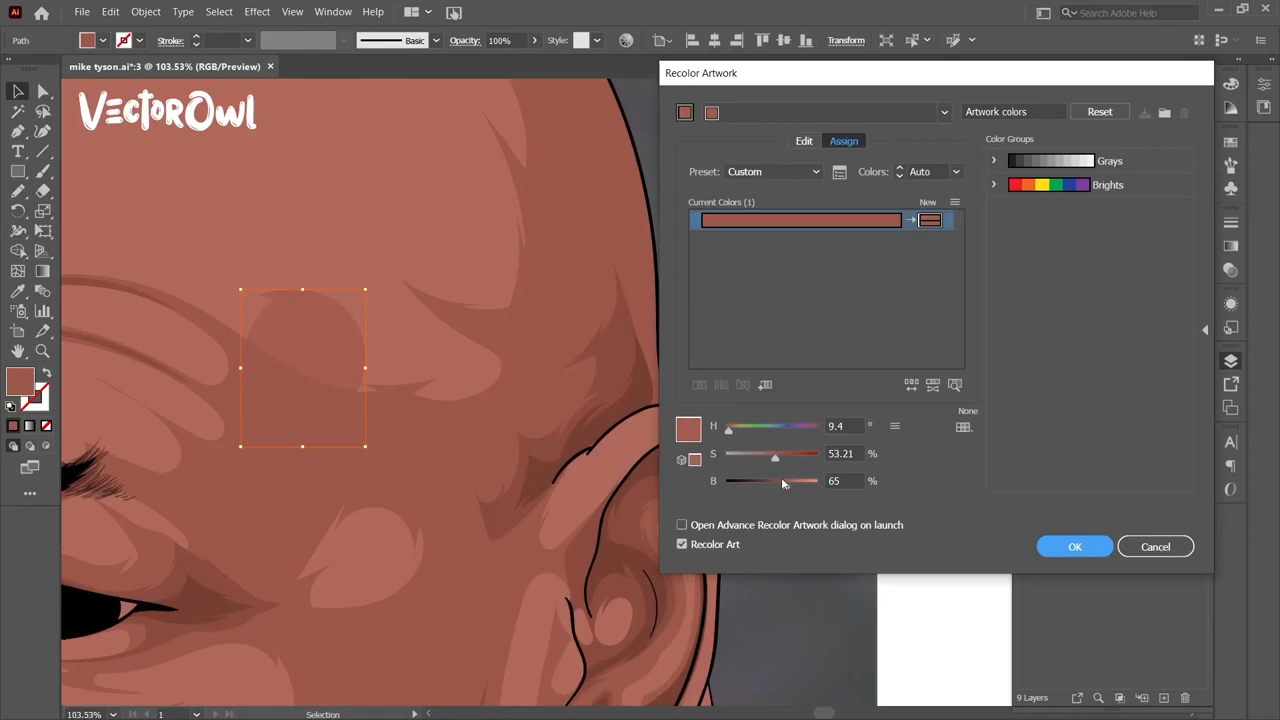 File Edit Object Type Select Effect View Window Help
Search Adobe Help
Path
Stroke:
Basic
Opacity: 100%
Style:
Transform
mike tyson.ai*:3 @ 103.53% (RGB/Preview)
VectorOwl
Recolor Artwork
Artwork colors
Reset
Edit
Assign
Color Groups
Grays
Brights
Preset: Custom
Colors: Auto
Current Colors (1)
New
None
H 9.4 °
S 53.21 %
B 65 %
Open Advance Recolor Artwork dialog on launch
Recolor Art
OK
Cancel
9 Layers
103.53%
1
Selection